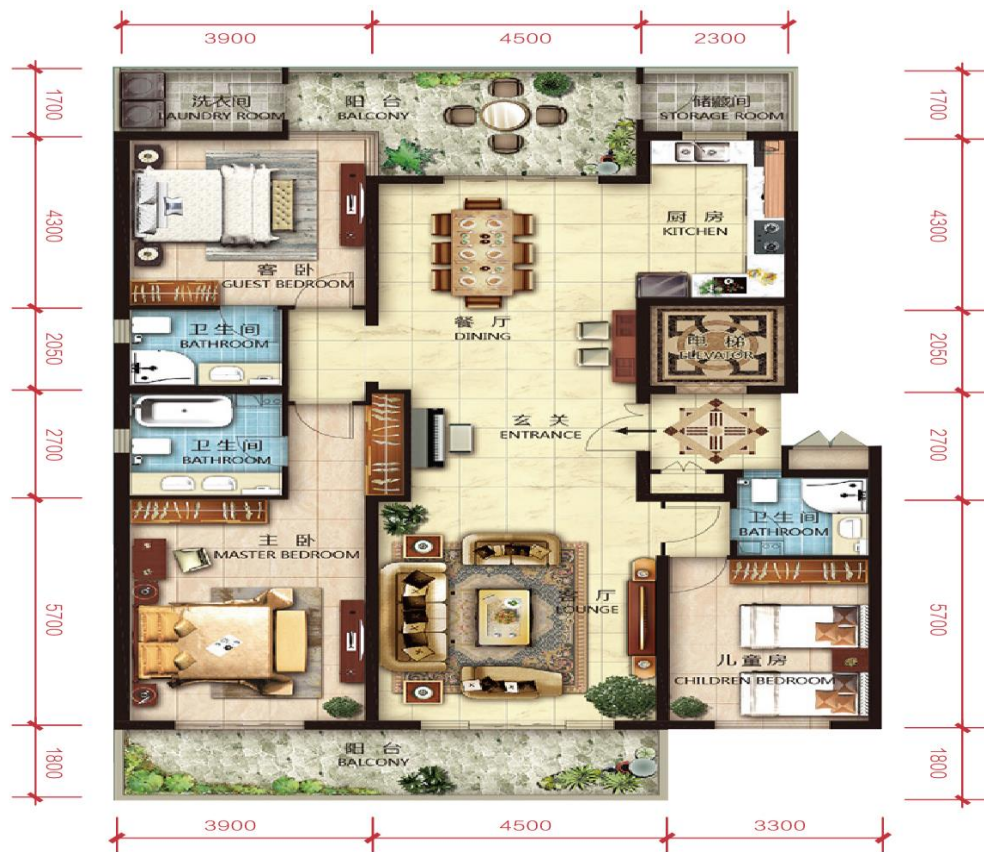 3900
4500
2300
1700
洗衣间
LAUNDRY ROOM
阳台
BALCONY
储藏间
STORAGE ROOM
1700
4300
厨房
KITCHEN
4300
客卧
GUEST BEDROOM
餐厅
DINING
2050
卫生间
BATHROOM
电梯
ELEVATOR
2050
玄关
ENTRANCE
2700
卫生间
BATHROOM
2700
主卧
MASTER BEDROOM
卫生间
BATHROOM
客厅
LOUNGE
5700
5700
儿童房
CHILDREN BEDROOM
阳台
BALCONY
1800
1800
3900
4500
3300